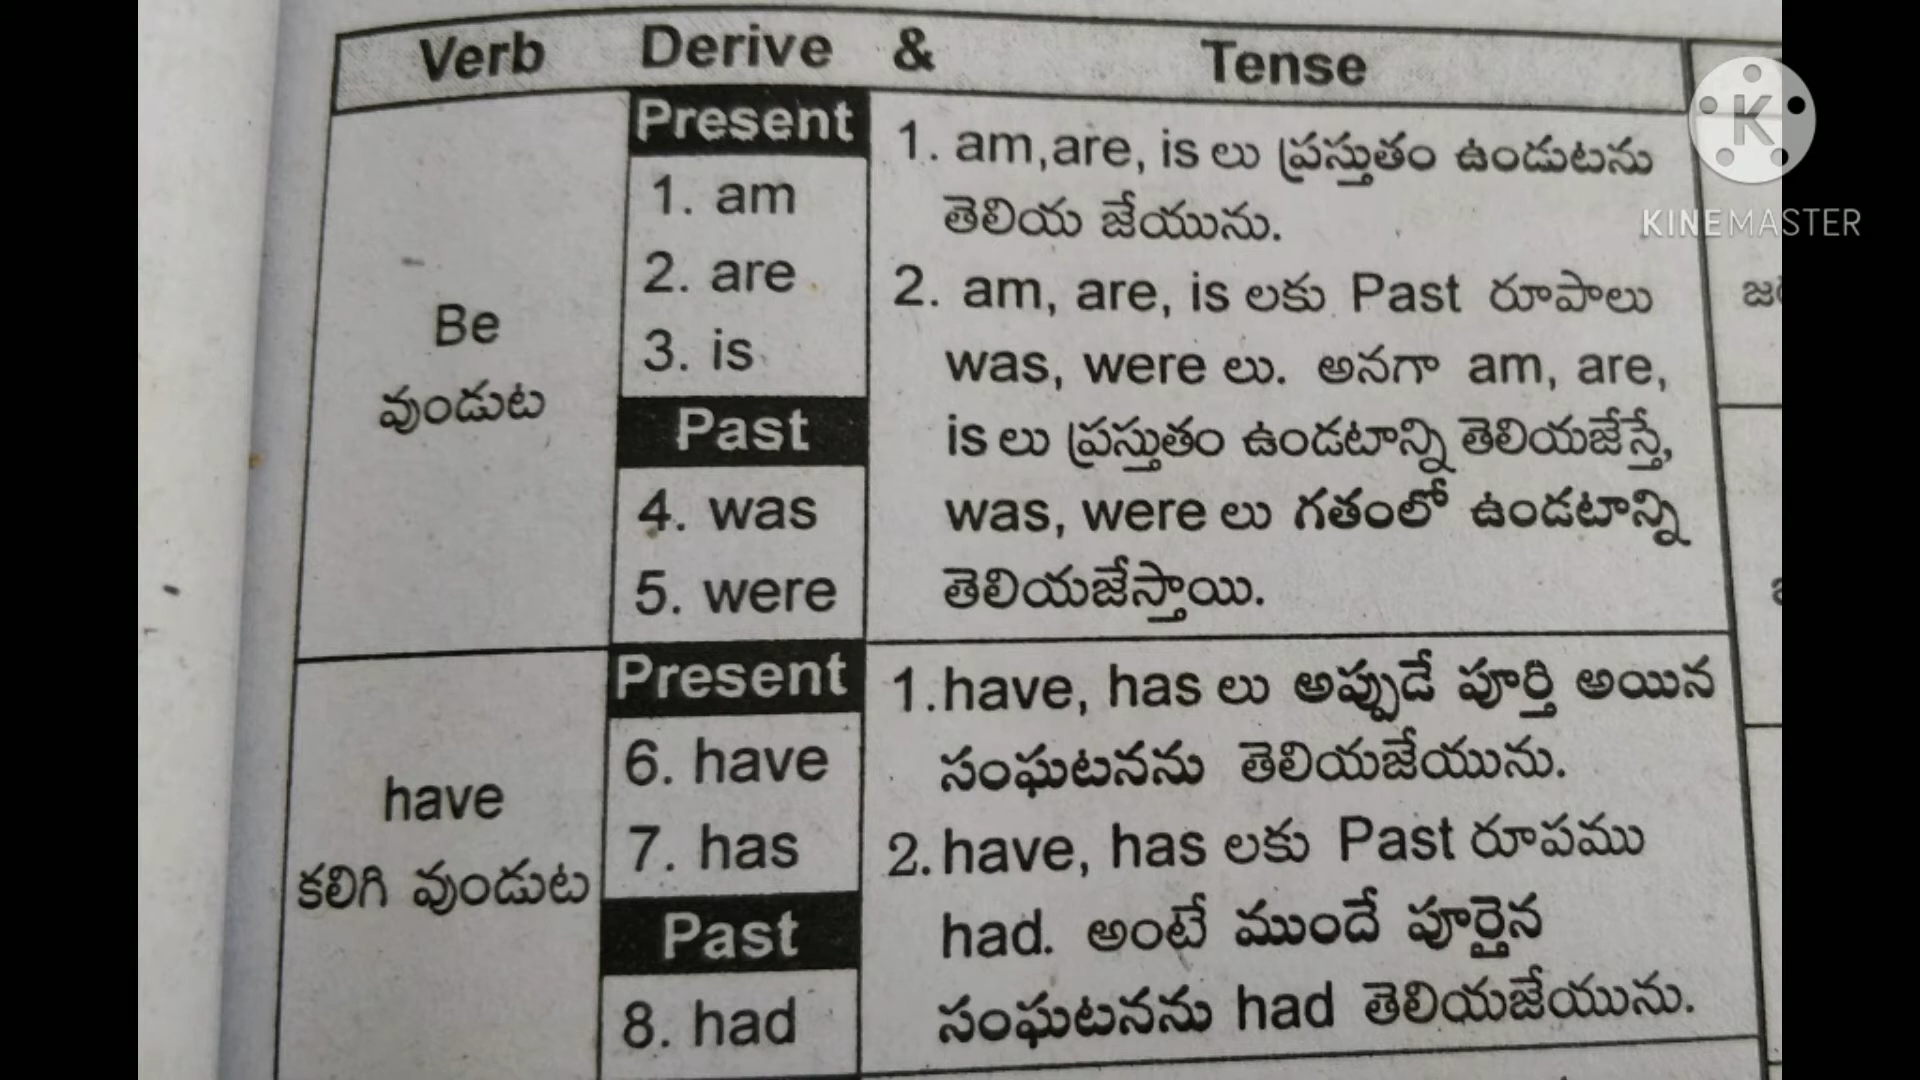 Verb Derive & Tense
Be
వుండుట
Present
1. am
2. are
3. is
Past
4. was
5. were
1. am,are, is లు ప్రస్తుతం ఉండుటను
తెలియ జేయును.
2. am, are, is లకు Past రూపాలు
was, were లు. అనగా am, are,
is లు ప్రస్తుతం ఉండటాన్ని తెలియజేస్తే,
was, were లు గతంలో ఉండటాన్ని
తెలియజేస్తాయి.
have
కలిగి వుండుట
Present
6. have
7. has
Past
8. had
1.have, has లు అప్పుడే పూర్తి అయిన
సంఘటనను తెలియజేయును.
2.have, has లకు Past రూపము
had. అంటే ముందే పూర్తైన
సంఘటనను had తెలియజేయును.
K
KINEMASTER